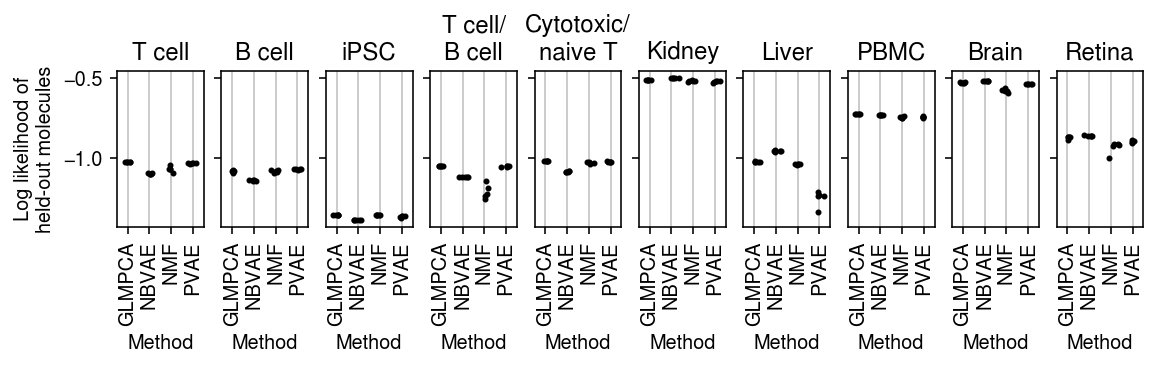 T cell
B cell
iPSC
T cell/
B cell
Cytotoxic/
naive T
Kidney
Liver
PBMC
Brain
Retina
Log likelihood of
held-out molecules
−0.5
−1.0
GLMPCA
NBVAE
NMF
PVAE
Method
GLMPCA
NBVAE
NMF
PVAE
Method
GLMPCA
NBVAE
NMF
PVAE
Method
GLMPCA
NBVAE
NMF
PVAE
Method
GLMPCA
NBVAE
NMF
PVAE
Method
GLMPCA
NBVAE
NMF
PVAE
Method
GLMPCA
NBVAE
NMF
PVAE
Method
GLMPCA
NBVAE
NMF
PVAE
Method
GLMPCA
NBVAE
NMF
PVAE
Method
GLMPCA
NBVAE
NMF
PVAE
Method